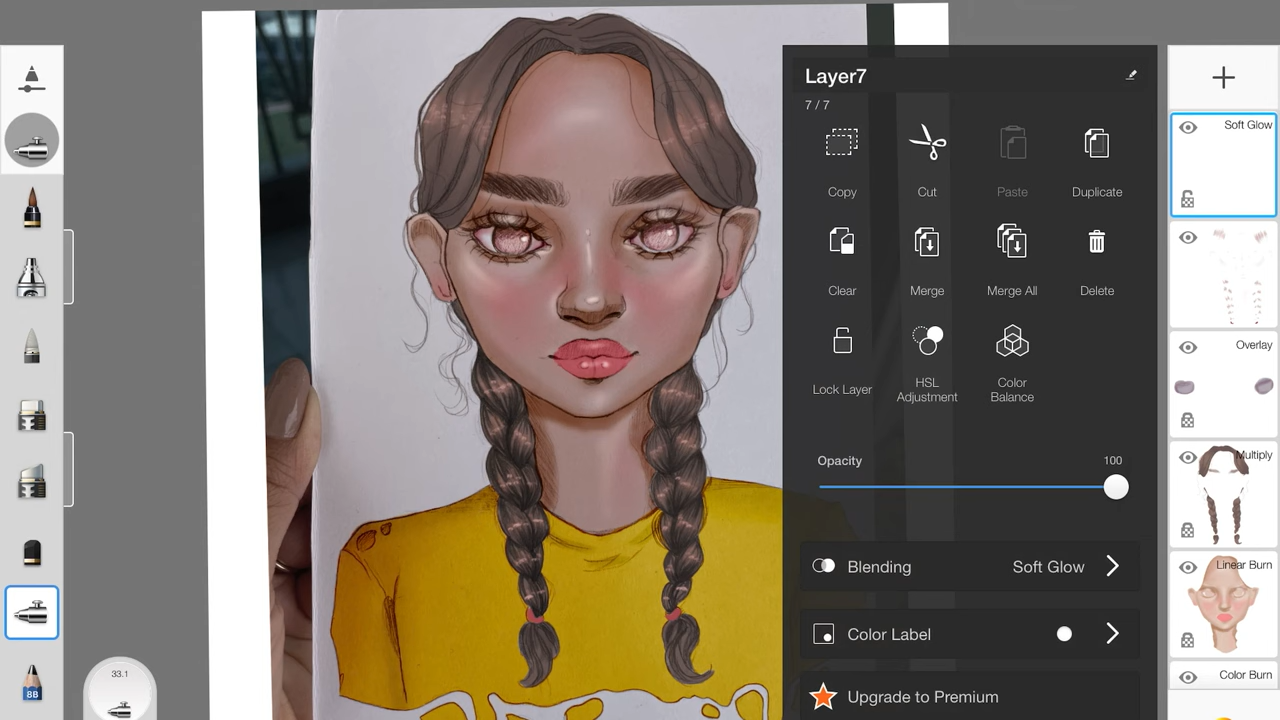 Layer7
7 / 7
Copy
Cut
Paste
Duplicate
Clear
Merge
Merge All
Delete
Lock Layer
HSL
Adjustment
Color
Balance
Opacity
100
Blending
Soft Glow
Color Label
Upgrade to Premium
Soft Glow
Overlay
Multiply
Linear Burn
Color Burn
8B
33.1